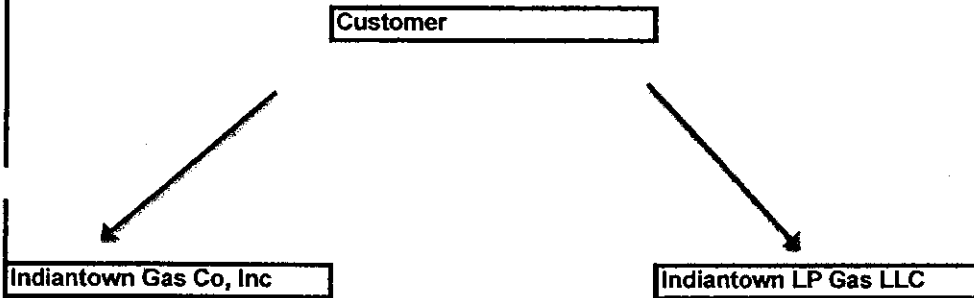 Customer
Indiantown Gas Co, Inc
Indiantown LP Gas LLC